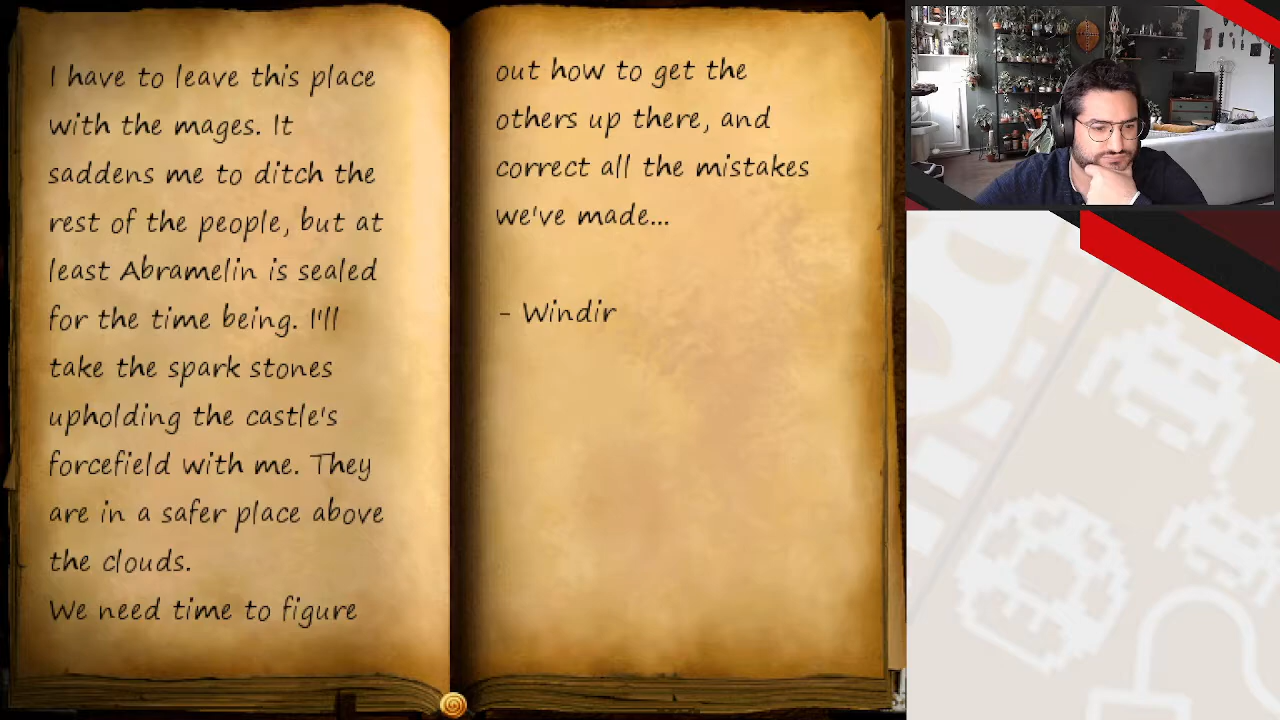 I have to leave this place
with the mages. It
saddens me to ditch the
rest of the people, but at
least Abramelin is sealed
for the time being. I'll
take the spark stones
upholding the castle's
forcefield with me. They
are in a safer place above
the clouds.
We need time to figure
out how to get the
others up there, and
correct all the mistakes
we've made...
- Windir